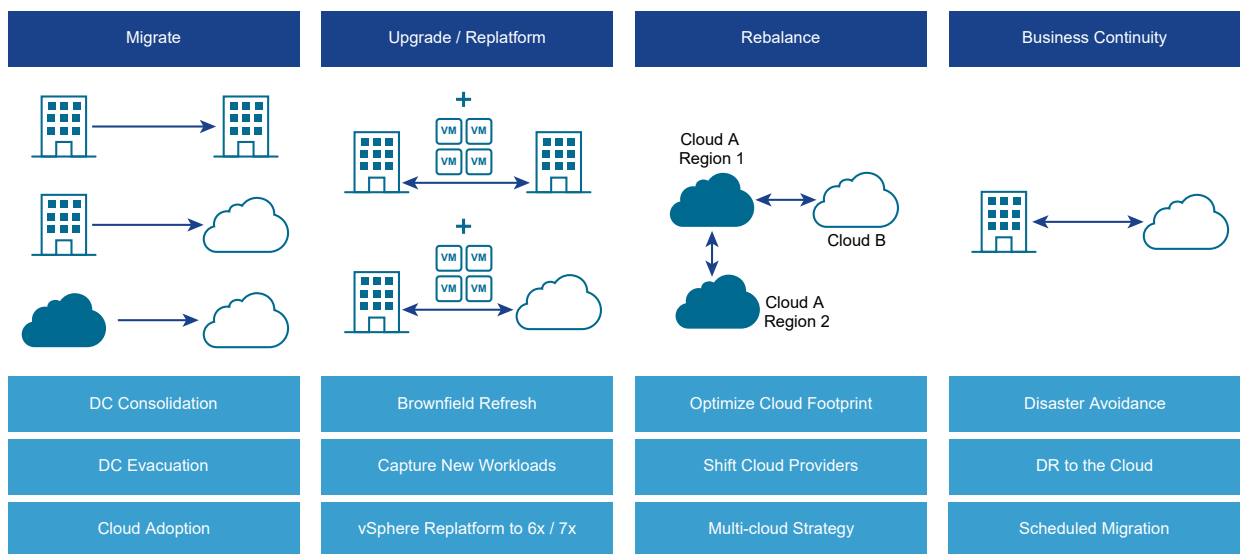 Migrate
Upgrade / Replatform
Rebalance
Business Continuity
+
VM VM
VM VM
+
VM VM
VM VM
Cloud A
Region 1
Cloud B
Cloud A
Region 2
DC Consolidation
Brownfield Refresh
Optimize Cloud Footprint
Disaster Avoidance
DC Evacuation
Capture New Workloads
Shift Cloud Providers
DR to the Cloud
Cloud Adoption
vSphere Replatform to 6x / 7x
Multi-cloud Strategy
Scheduled Migration